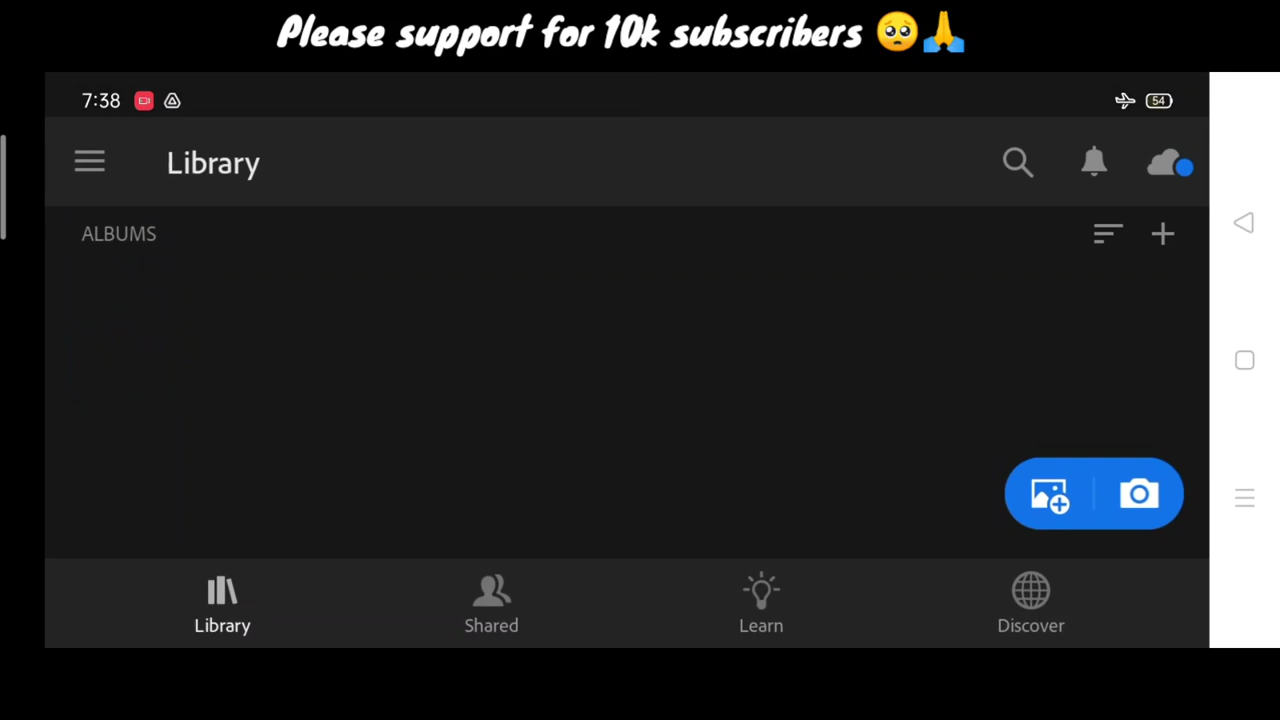 Please support for 10k subscribers 🥺🙏
7:38
54
Library
ALBUMS
Library
Shared
Learn
Discover